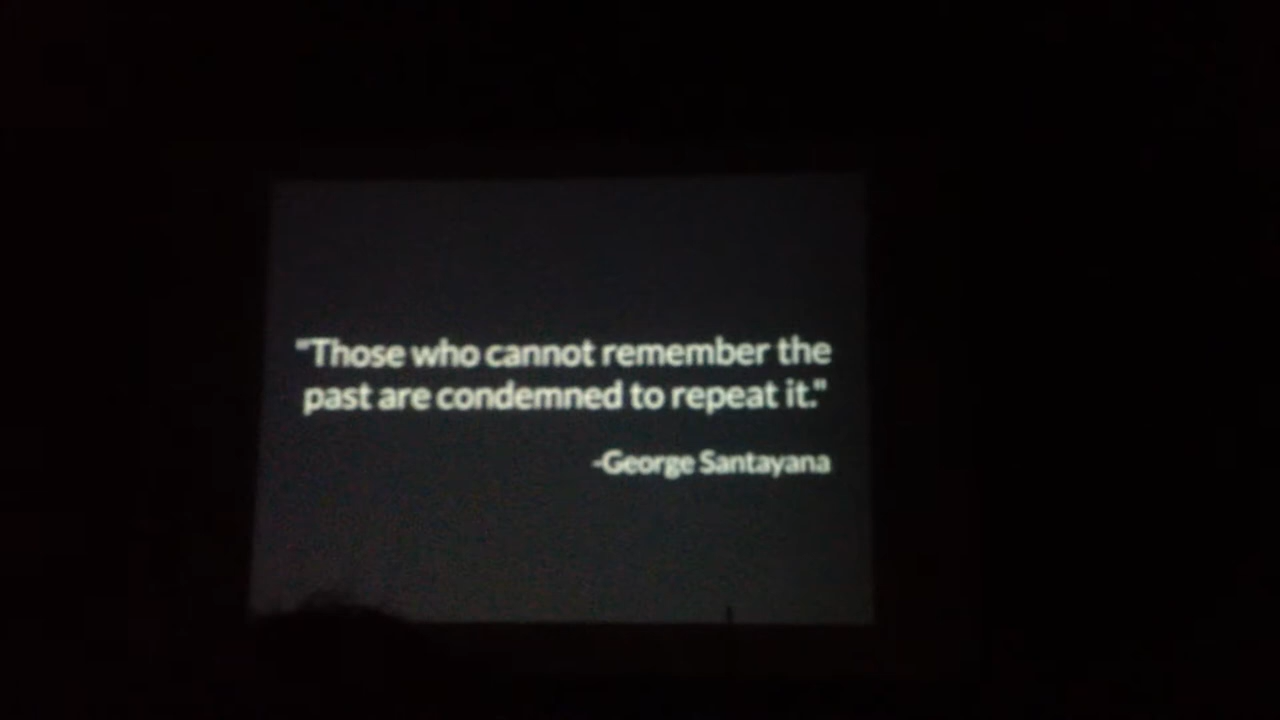 "Those who cannot remember the
past are condemned to repeat it."
-George Santayana